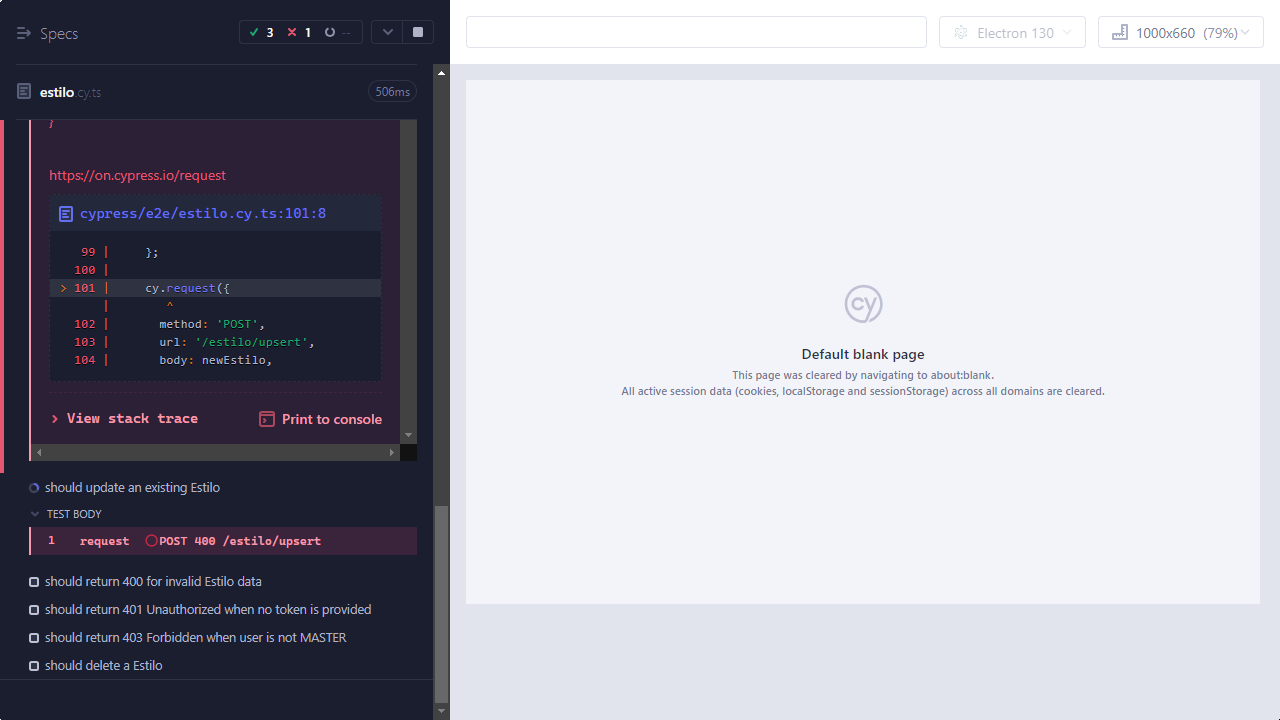 Specs
3
1
--
Electron 130
1000x660 (79%)
estilo.cy.ts
506ms
}
https://on.cypress.io/request
cypress/e2e/estilo.cy.ts:101:8
99 | };
100 |
> 101 | cy.request({
| ^
102 | method: 'POST',
103 | url: '/estilo/upsert',
104 | body: newEstilo,
View stack trace
Print to console
should update an existing Estilo
TEST BODY
1 request POST 400 /estilo/upsert
should return 400 for invalid Estilo data
should return 401 Unauthorized when no token is provided
should return 403 Forbidden when user is not MASTER
should delete a Estilo
cy
Default blank page
This page was cleared by navigating to about:blank.
All active session data (cookies, localStorage and sessionStorage) across all domains are cleared.